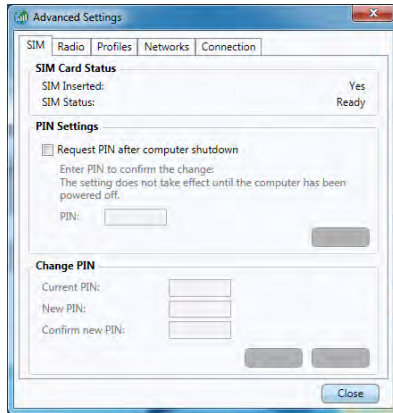 Advanced Settings
SIM Radio Profiles Networks Connection
SIM Card Status
SIM Inserted: Yes
SIM Status: Ready
PIN Settings
Request PIN after computer shutdown
Enter PIN to confirm the change:
The setting does not take effect until the computer has been
powered off.
PIN:
Change PIN
Current PIN:
New PIN:
Confirm new PIN:
Close